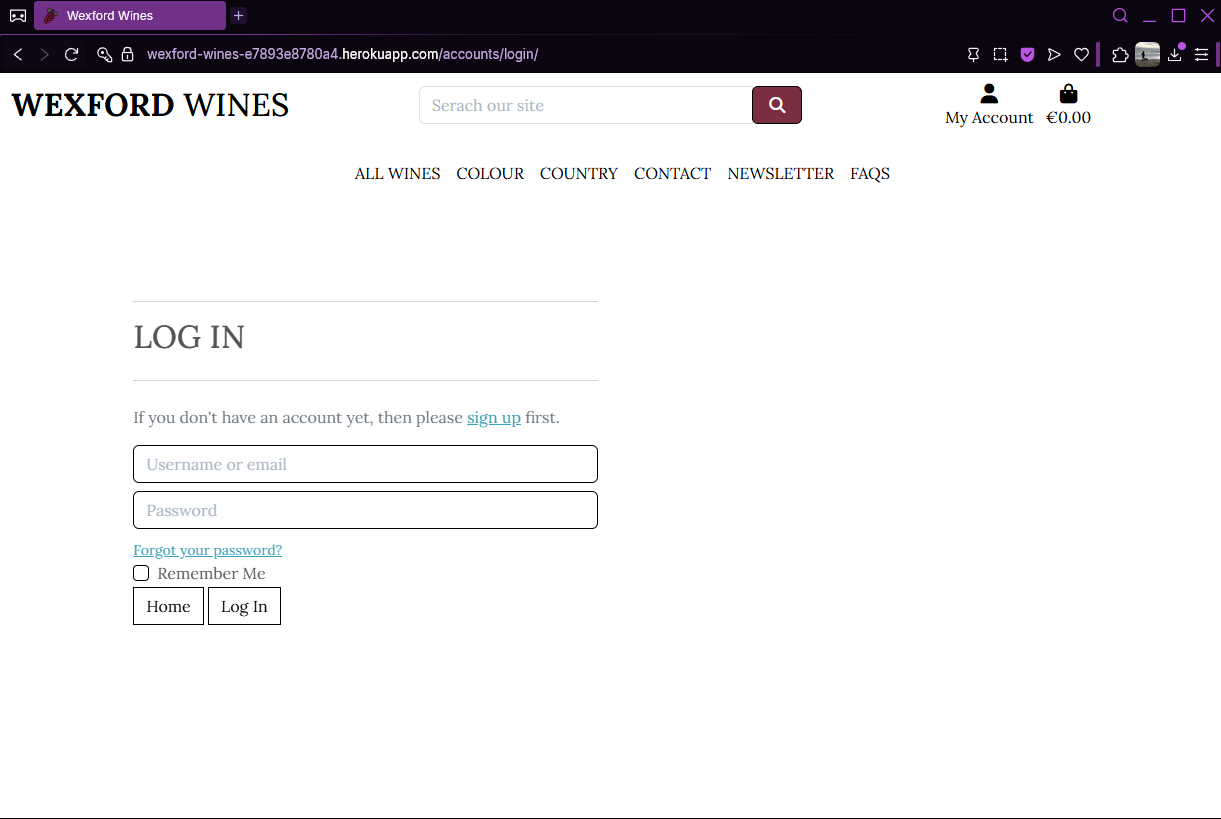 Wexford Wines
wexford-wines-e7893e8780a4.herokuapp.com/accounts/login/
WEXFORD WINES
Serach our site
My Account
€0.00
ALL WINES COLOUR COUNTRY CONTACT NEWSLETTER FAQS
LOG IN
If you don't have an account yet, then please sign up first.
Username or email
Password
Forgot your password?
Remember Me
Home Log In